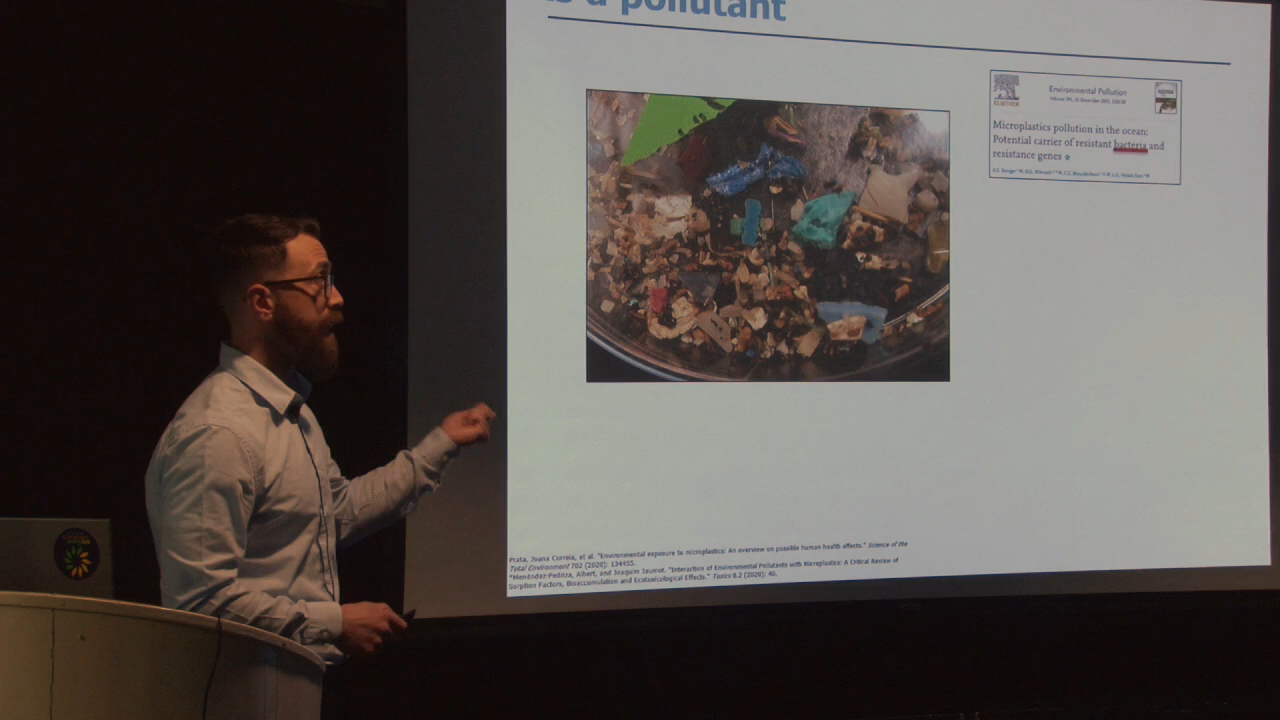 as a pollutant
ELSEVIER
Environmental Pollution
Microplastics pollution in the ocean:
Potential carrier of resistant bacteria and
resistance genes
Prata, Joana Correia, et al. "Environmental exposure to microplastics: An overview on possible human health effects." Science of the
Total Environment 702 (2020): 134455.
*Menéndez-Pedriza, Albert, and Joaquim Jaumot. "Interaction of Environmental Pollutants with Microplastics: A Critical Review of
Sorption Factors, Bioaccumulation and Ecotoxicological Effects." Toxics 8.2 (2020): 40.